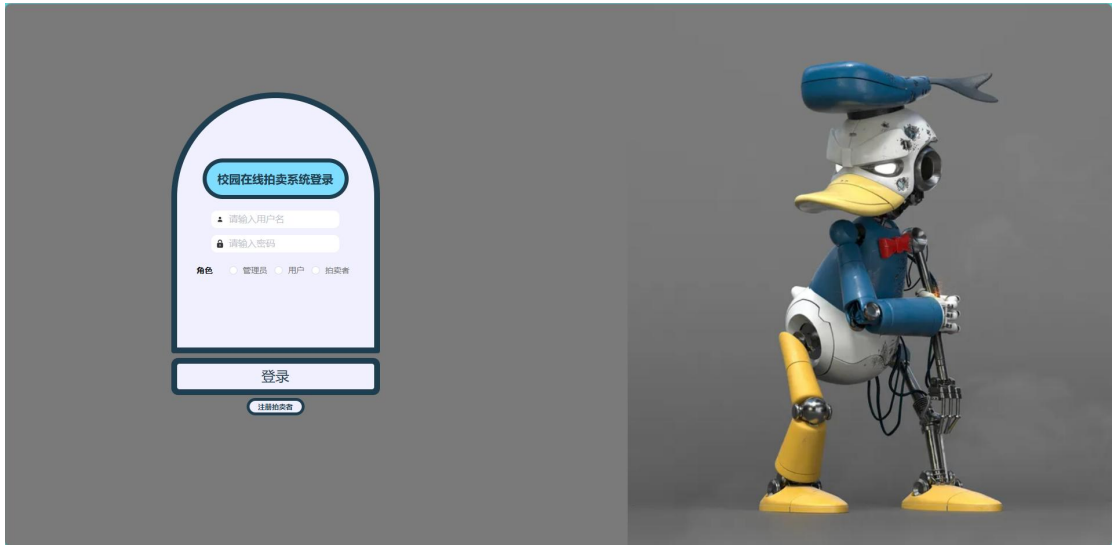 校园在线拍卖系统登录
请输入用户名
请输入密码
角色 管理员 用户 拍卖者
登录
注册拍卖者